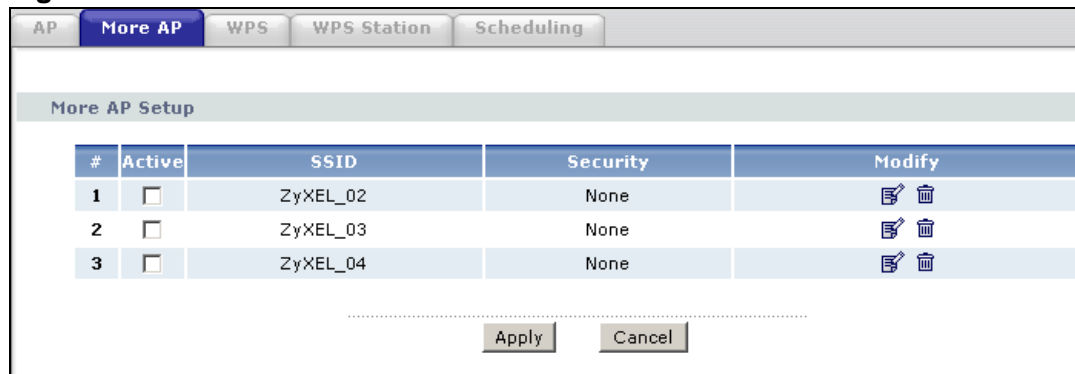 AP More AP WPS WPS Station Scheduling
More AP Setup
# Active SSID Security Modify
1 ZyXEL_02 None
2 ZyXEL_03 None
3 ZyXEL_04 None
Apply Cancel